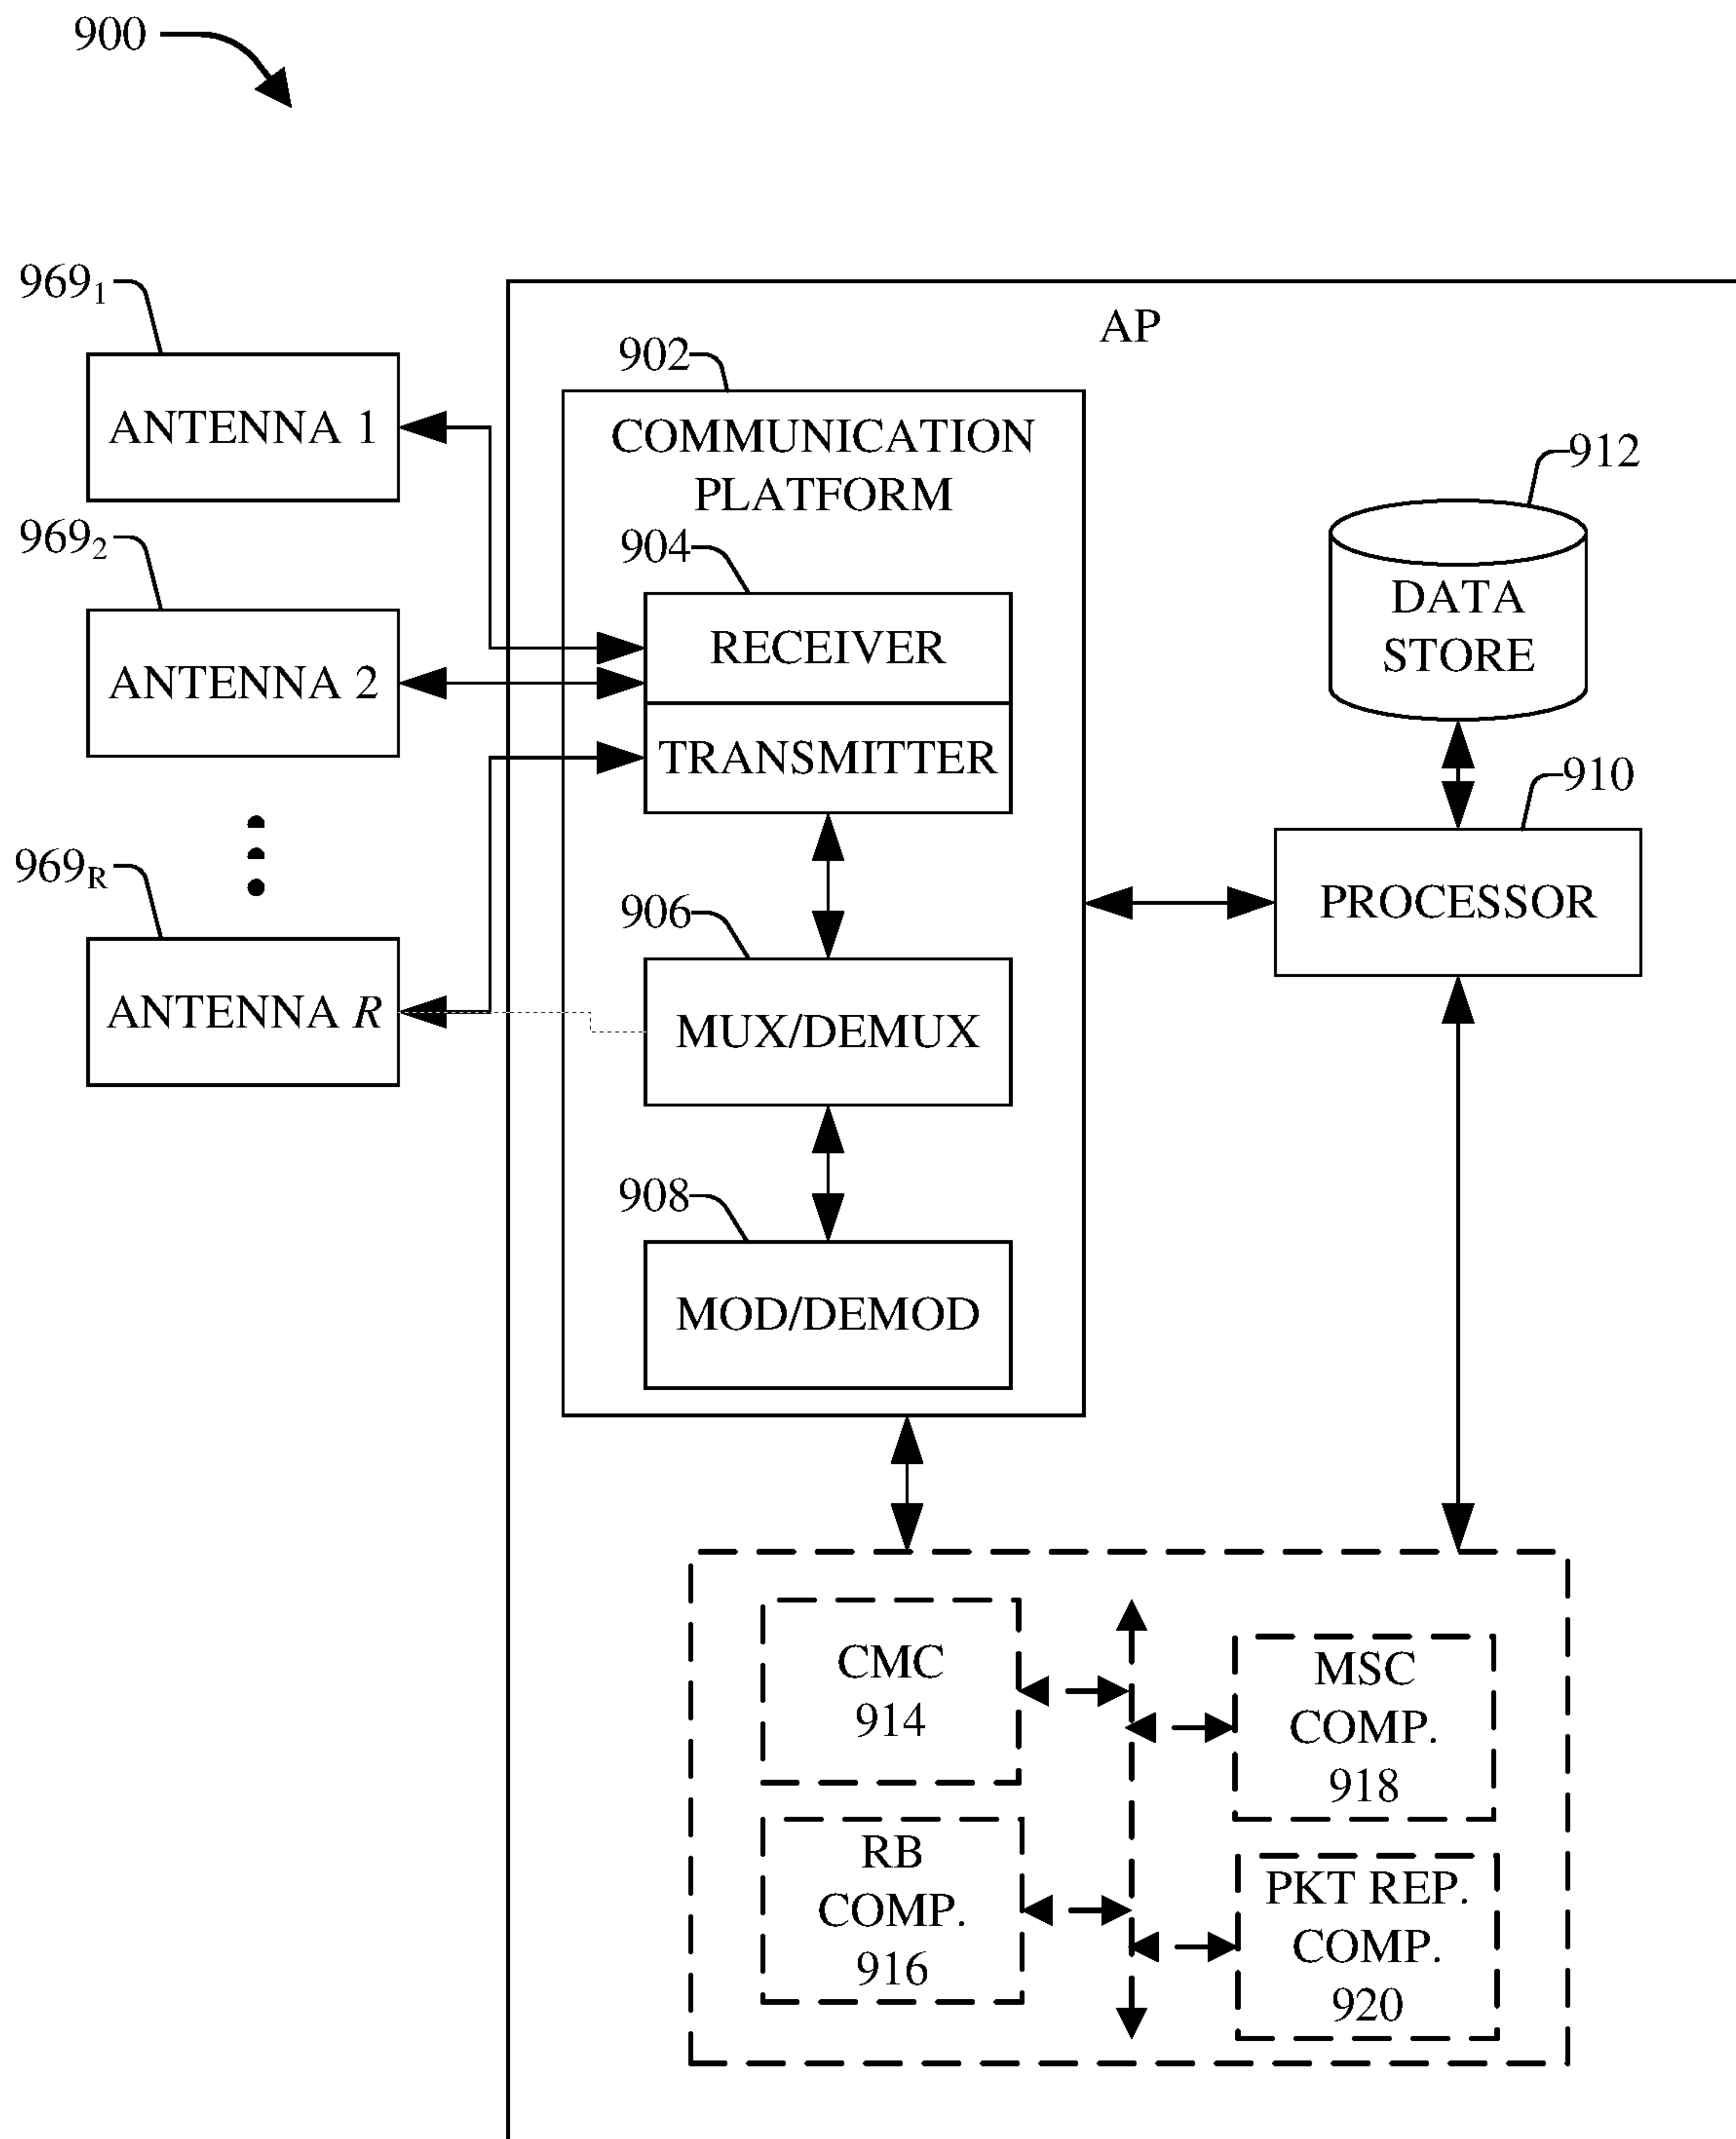 900
969₁
ANTENNA 1
969₂
ANTENNA 2
969R
ANTENNA R
AP
902
COMMUNICATION
PLATFORM
904
RECEIVER
TRANSMITTER
906
MUX/DEMUX
908
MOD/DEMOD
912
DATA
STORE
910
PROCESSOR
CMC
914
RB
COMP.
916
MSC
COMP.
918
PKT REP.
COMP.
920